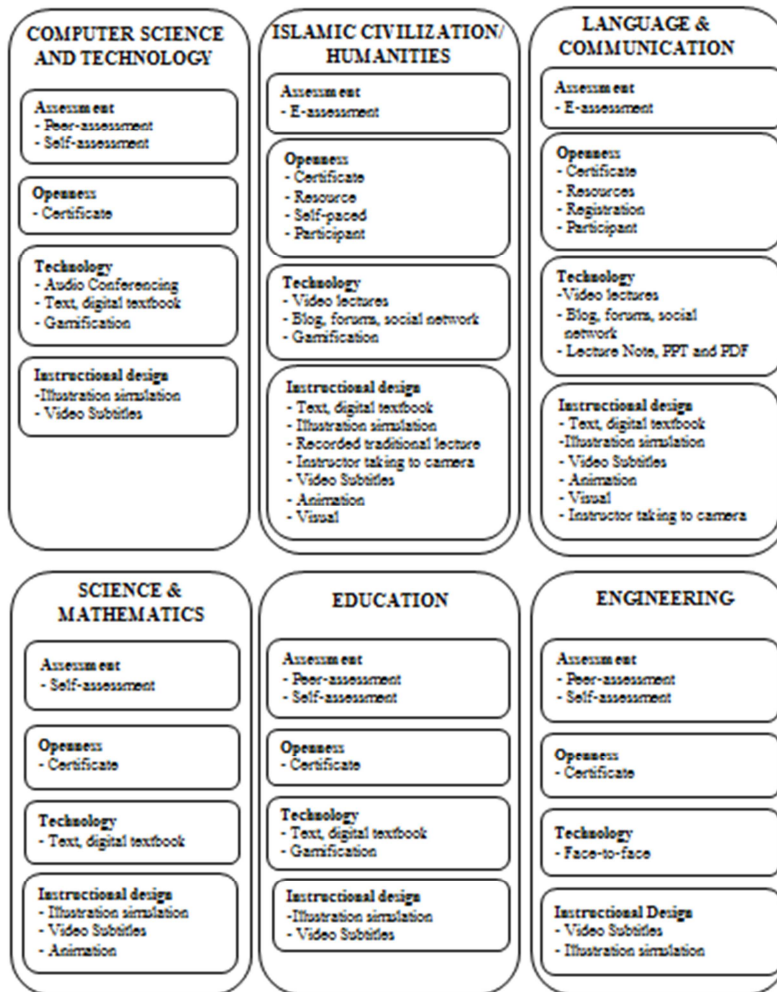 COMPUTER SCIENCE
AND TECHNOLOGY
Assessment
- Peer-assessment
- Self-assessment
Openness
- Certificate
Technology
- Audio Conferencing
- Text, digital textbook
- Gamification
Instructional design
-Illustration simulation
- Video Subtitles
ISLAMIC CIVILIZATION/
HUMANITIES
Assessment
- E-assessment
Openness
- Certificate
- Resource
- Self-paced
- Participant
Technology
- Video lectures
- Blog, forums, social network
- Gamification
Instructional design
- Text, digital textbook
- Illustration simulation
- Recorded traditional lecture
- Instructor taking to camera
- Video Subtitles
- Animation
- Visual
LANGUAGE &
COMMUNICATION
Assessment
- E-assessment
Openness
- Certificate
- Resources
- Registration
- Participant
Technology
-Video lectures
- Blog, forums, social
network
- Lecture Note, PPT and PDF
Instructional design
- Text, digital textbook
-Illustration simulation
- Video Subtitles
- Animation
- Visual
- Instructor taking to camera
SCIENCE &
MATHEMATICS
Assessment
- Self-assessment
Openness
- Certificate
Technology
- Text, digital textbook
Instructional design
- Illustration simulation
- Video Subtitles
- Animation
EDUCATION
Assessment
- Peer-assessment
- Self-assessment
Openness
- Certificate
Technology
- Text, digital textbook
- Gamification
Instructional design
-Illustration simulation
- Video Subtitles
ENGINEERING
Assessment
- Peer-assessment
- Self-assessment
Openness
- Certificate
Technology
- Face-to-face
Instructional Design
- Video Subtitles
- Illustration simulation